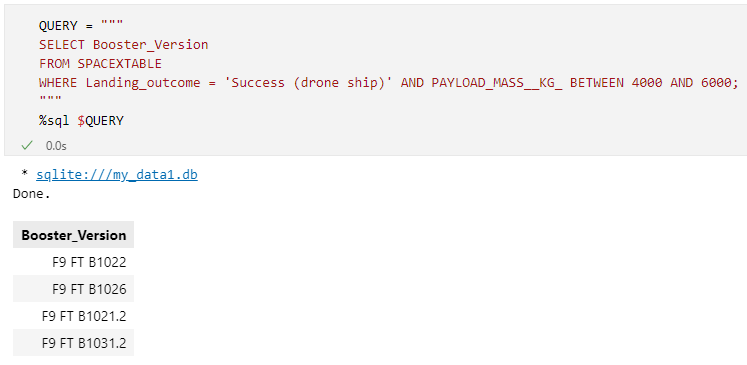 QUERY = """
SELECT Booster_Version
FROM SPACEXTABLE
WHERE Landing_outcome = 'Success (drone ship)' AND PAYLOAD_MASS__KG_ BETWEEN 4000 AND 6000;
"""
%sql $QUERY
0.0s
* sqlite:///my_data1.db
Done.
Booster_Version
F9 FT B1022
F9 FT B1026
F9 FT B1021.2
F9 FT B1031.2